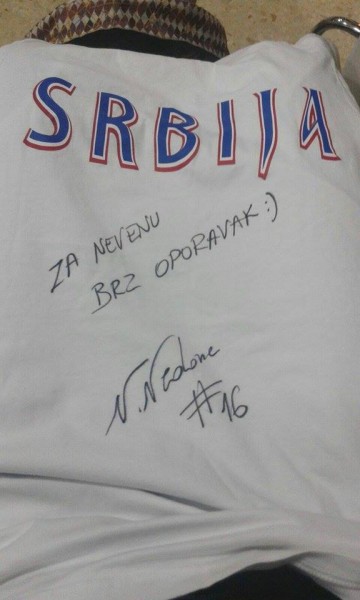 SRBIJA
ZA NEVENU
BRZ OPORAVAK :)
#16